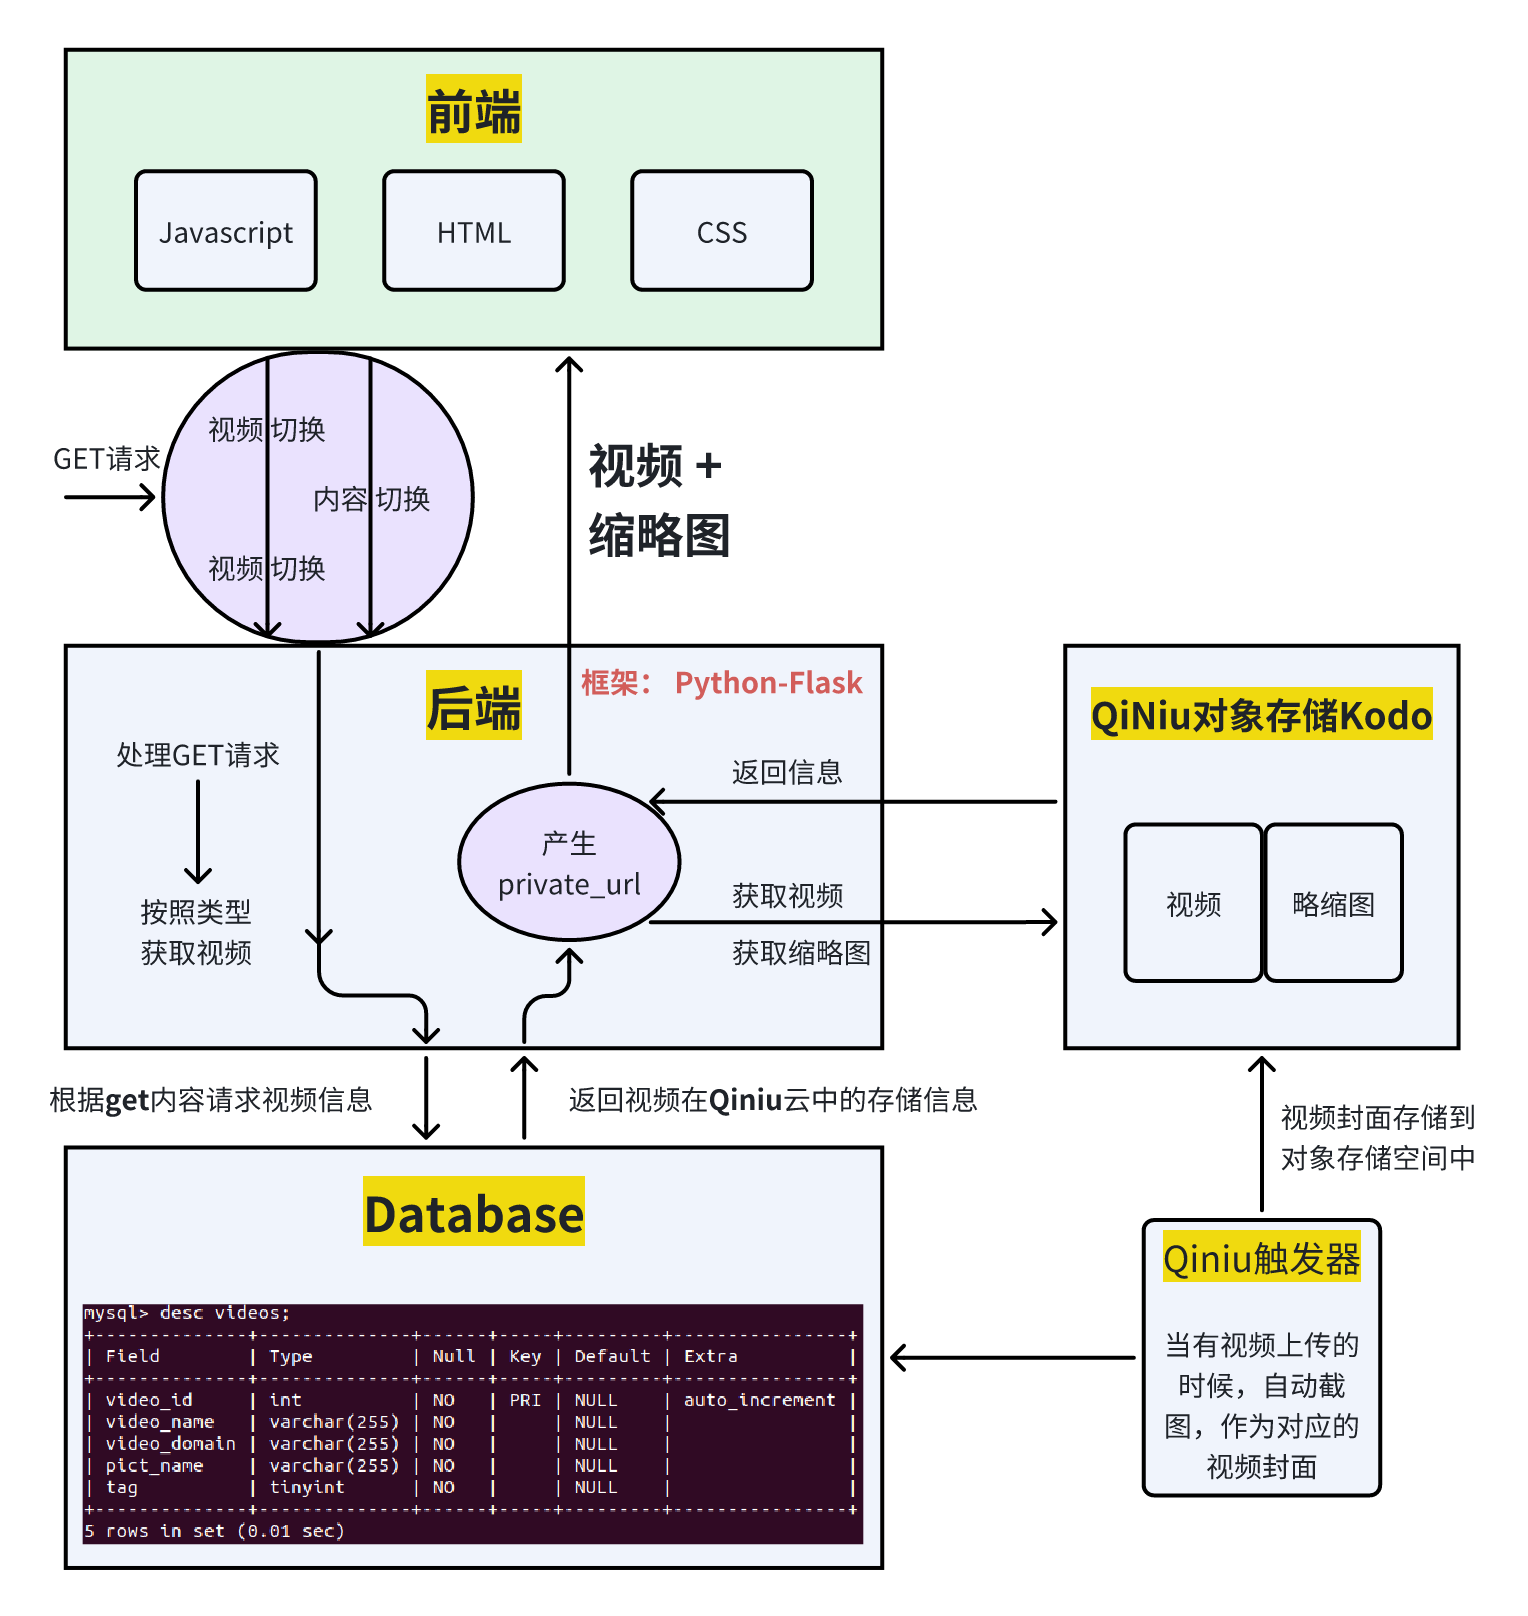 前端
Javascript
HTML
CSS
GET请求
视频 切换
内容 切换
视频 切换
视频 +
缩略图
后端
框架： Python-Flask
处理GET请求
按照类型
获取视频
产生
private_url
返回信息
获取视频
获取缩略图
QiNiu对象存储Kodo
视频
略缩图
根据get内容请求视频信息
返回视频在Qiniu云中的存储信息
视频封面存储到
对象存储空间中
Database
mysql> desc videos;
+--------------+--------------+------+-----+---------+----------------+
| Field        | Type         | Null | Key | Default | Extra          |
+--------------+--------------+------+-----+---------+----------------+
| video_id     | int          | NO   | PRI | NULL    | auto_increment |
| video_name   | varchar(255) | NO   |     | NULL    |                |
| video_domain | varchar(255) | NO   |     | NULL    |                |
| pict_name    | varchar(255) | NO   |     | NULL    |                |
| tag          | tinyint      | NO   |     | NULL    |                |
+--------------+--------------+------+-----+---------+----------------+
5 rows in set (0.01 sec)
Qiniu触发器
当有视频上传的
时候，自动截
图，作为对应的
视频封面